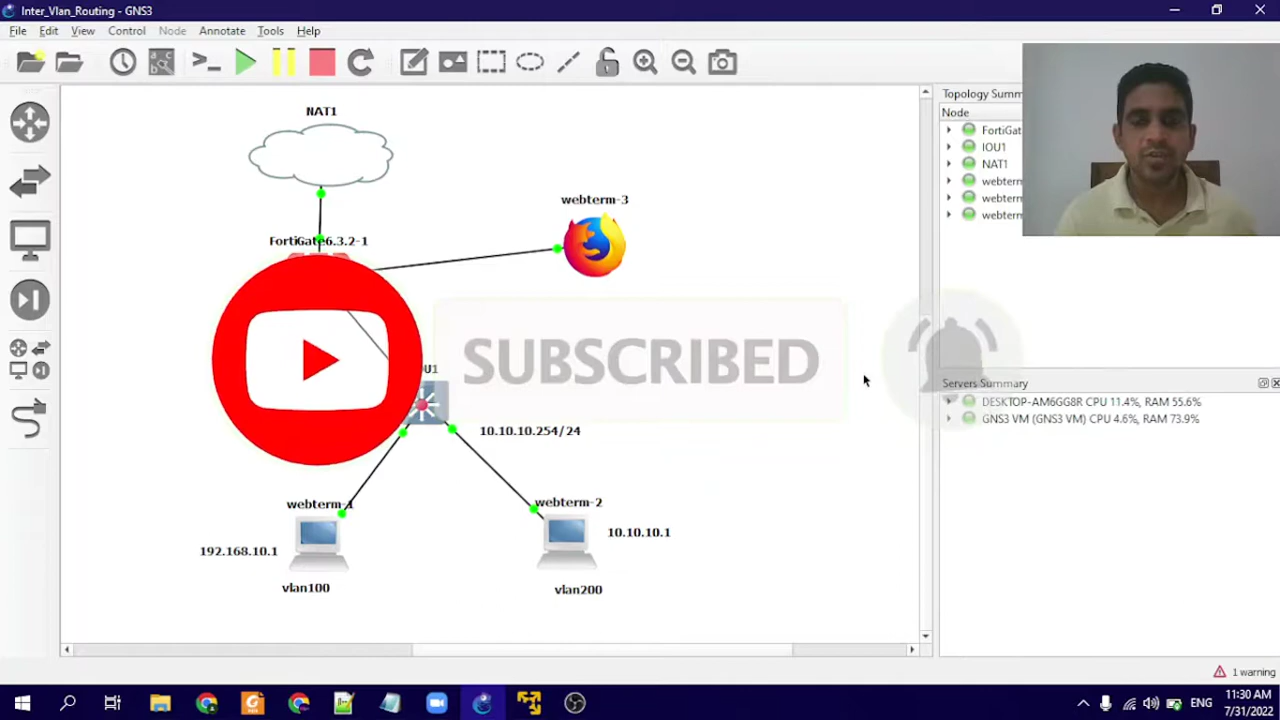 Inter_Vlan_Routing - GNS3
File Edit View Control Node Annotate Tools Help
NAT1
webterm-3
FortiGate6.3.2-1
SUBSCRIBED
10.10.10.254/24
webterm-1
webterm-2
192.168.10.1
10.10.10.1
vlan100
vlan200
Topology Summ
Node
FortiGat
IOU1
NAT1
webterm
webterm
webterm
Servers Summary
DESKTOP-AM6GG8R CPU 11.4%, RAM 55.6%
GNS3 VM (GNS3 VM) CPU 4.6%, RAM 73.9%
1 warning
ENG
11:30 AM
7/31/2022